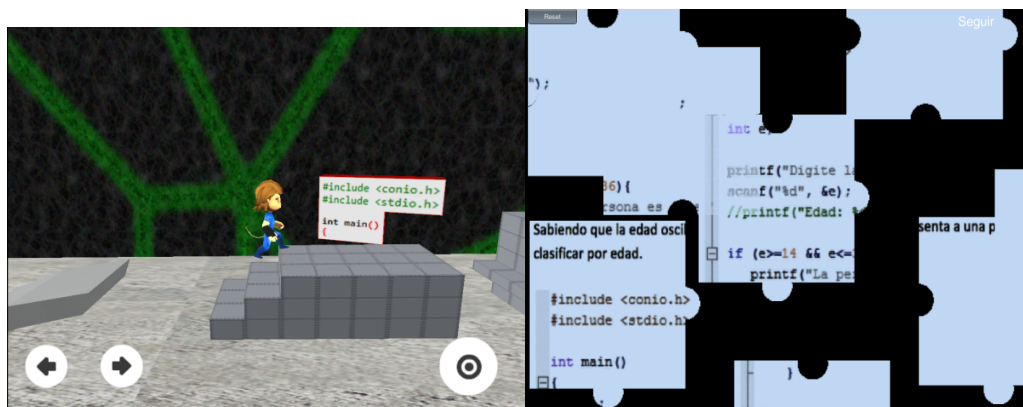 #include <conio.h>
#include <stdio.h>
int main()
{
Reset
Seguir
");
;
int e
printf("Digite la
scanf("%d", &e);
//printf("Edad: %
if (e>=14 && e<=
printf("La pe
36){
rsona es
Sabiendo que la edad oscil
clasificar por edad.
#include <conio.h>
#include <stdio.h>
int main()
{
senta a una p
}